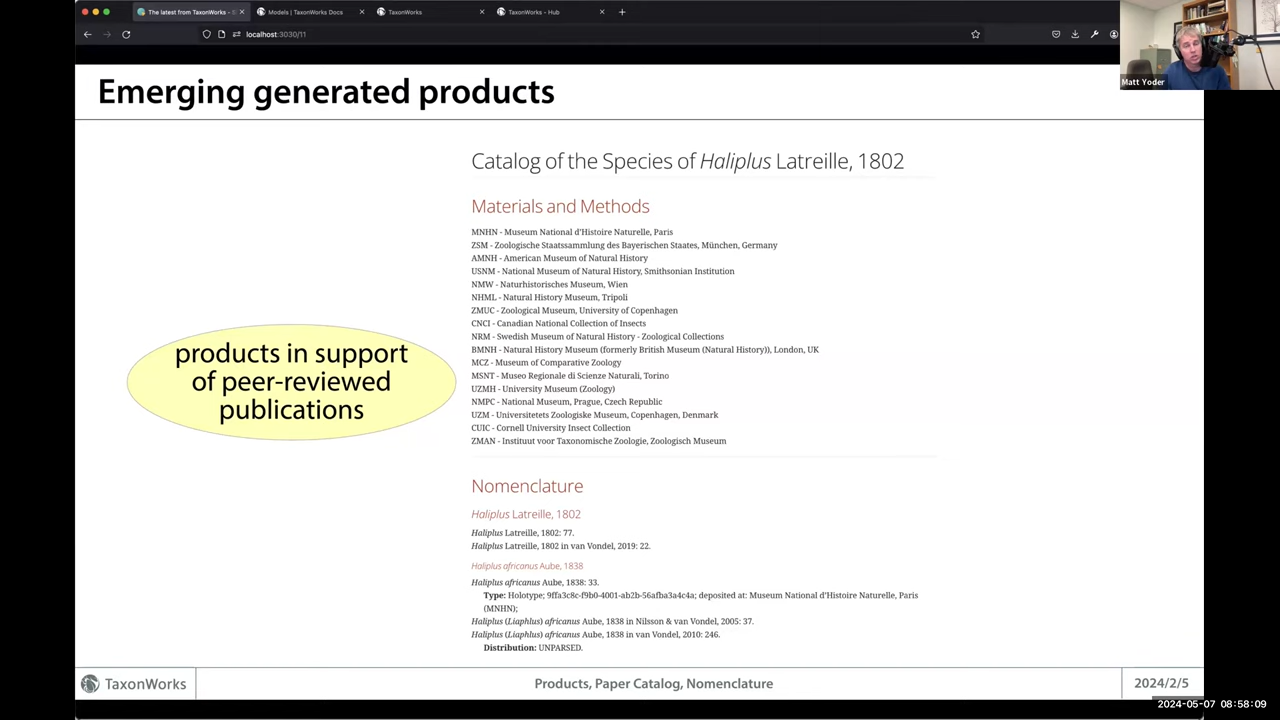 The latest from TaxonWorks -
Models | TaxonWorks Docs
TaxonWorks
TaxonWorks - Hub
localhost:3030/11
Matt Yoder
Emerging generated products
products in support
of peer-reviewed
publications
Catalog of the Species of Haliplus Latreille, 1802
Materials and Methods
MNHN - Museum National d'Histoire Naturelle, Paris
ZSM - Zoologische Staatssammlung des Bayerischen Staates, München, Germany
AMNH - American Museum of Natural History
USNM - National Museum of Natural History, Smithsonian Institution
NMW - Naturhistorisches Museum, Wien
NHML - Natural History Museum, Tripoli
ZMUC - Zoological Museum, University of Copenhagen
CNCI - Canadian National Collection of Insects
NRM - Swedish Museum of Natural History - Zoological Collections
BMNH - Natural History Museum (formerly British Museum (Natural History)), London, UK
MCZ - Museum of Comparative Zoology
MSNT - Museo Regionale di Scienze Naturali, Torino
UZMH - University Museum (Zoology)
NMPC - National Museum, Prague, Czech Republic
UZM - Universitetets Zoologiske Museum, Copenhagen, Denmark
CUIC - Cornell University Insect Collection
ZMAN - Instituut voor Taxonomische Zoologie, Zoologisch Museum
Nomenclature
Haliplus Latreille, 1802
Haliplus Latreille, 1802: 77.
Haliplus Latreille, 1802 in van Vondel, 2019: 22.
Haliplus africanus Aube, 1838
Haliplus africanus Aube, 1838: 33.
Type: Holotype; 9ffa3c8c-f9b0-4001-ab2b-56afba3a4c4a; deposited at: Museum National d'Histoire Naturelle, Paris
(MNHN);
Haliplus (Liaphlus) africanus Aube, 1838 in Nilsson & van Vondel, 2005: 37.
Haliplus (Liaphlus) africanus Aube, 1838 in van Vondel, 2010: 246.
Distribution: UNPARSED.
TaxonWorks
Products, Paper Catalog, Nomenclature
2024/2/5
2024-05-07 08:58:09